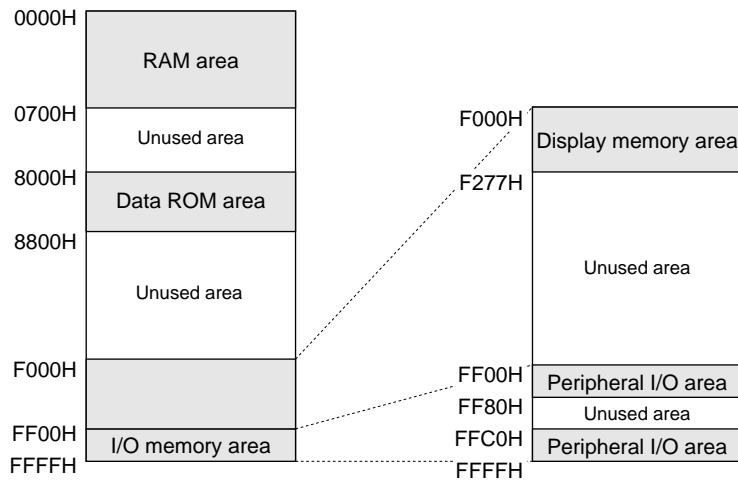 0000H
RAM area
0700H
Unused area
8000H
Data ROM area
8800H
Unused area
F000H
FF00H
I/O memory area
FFFFH
F000H
Display memory area
F277H
Unused area
FF00H
Peripheral I/O area
FF80H
Unused area
FFC0H
Peripheral I/O area
FFFFH